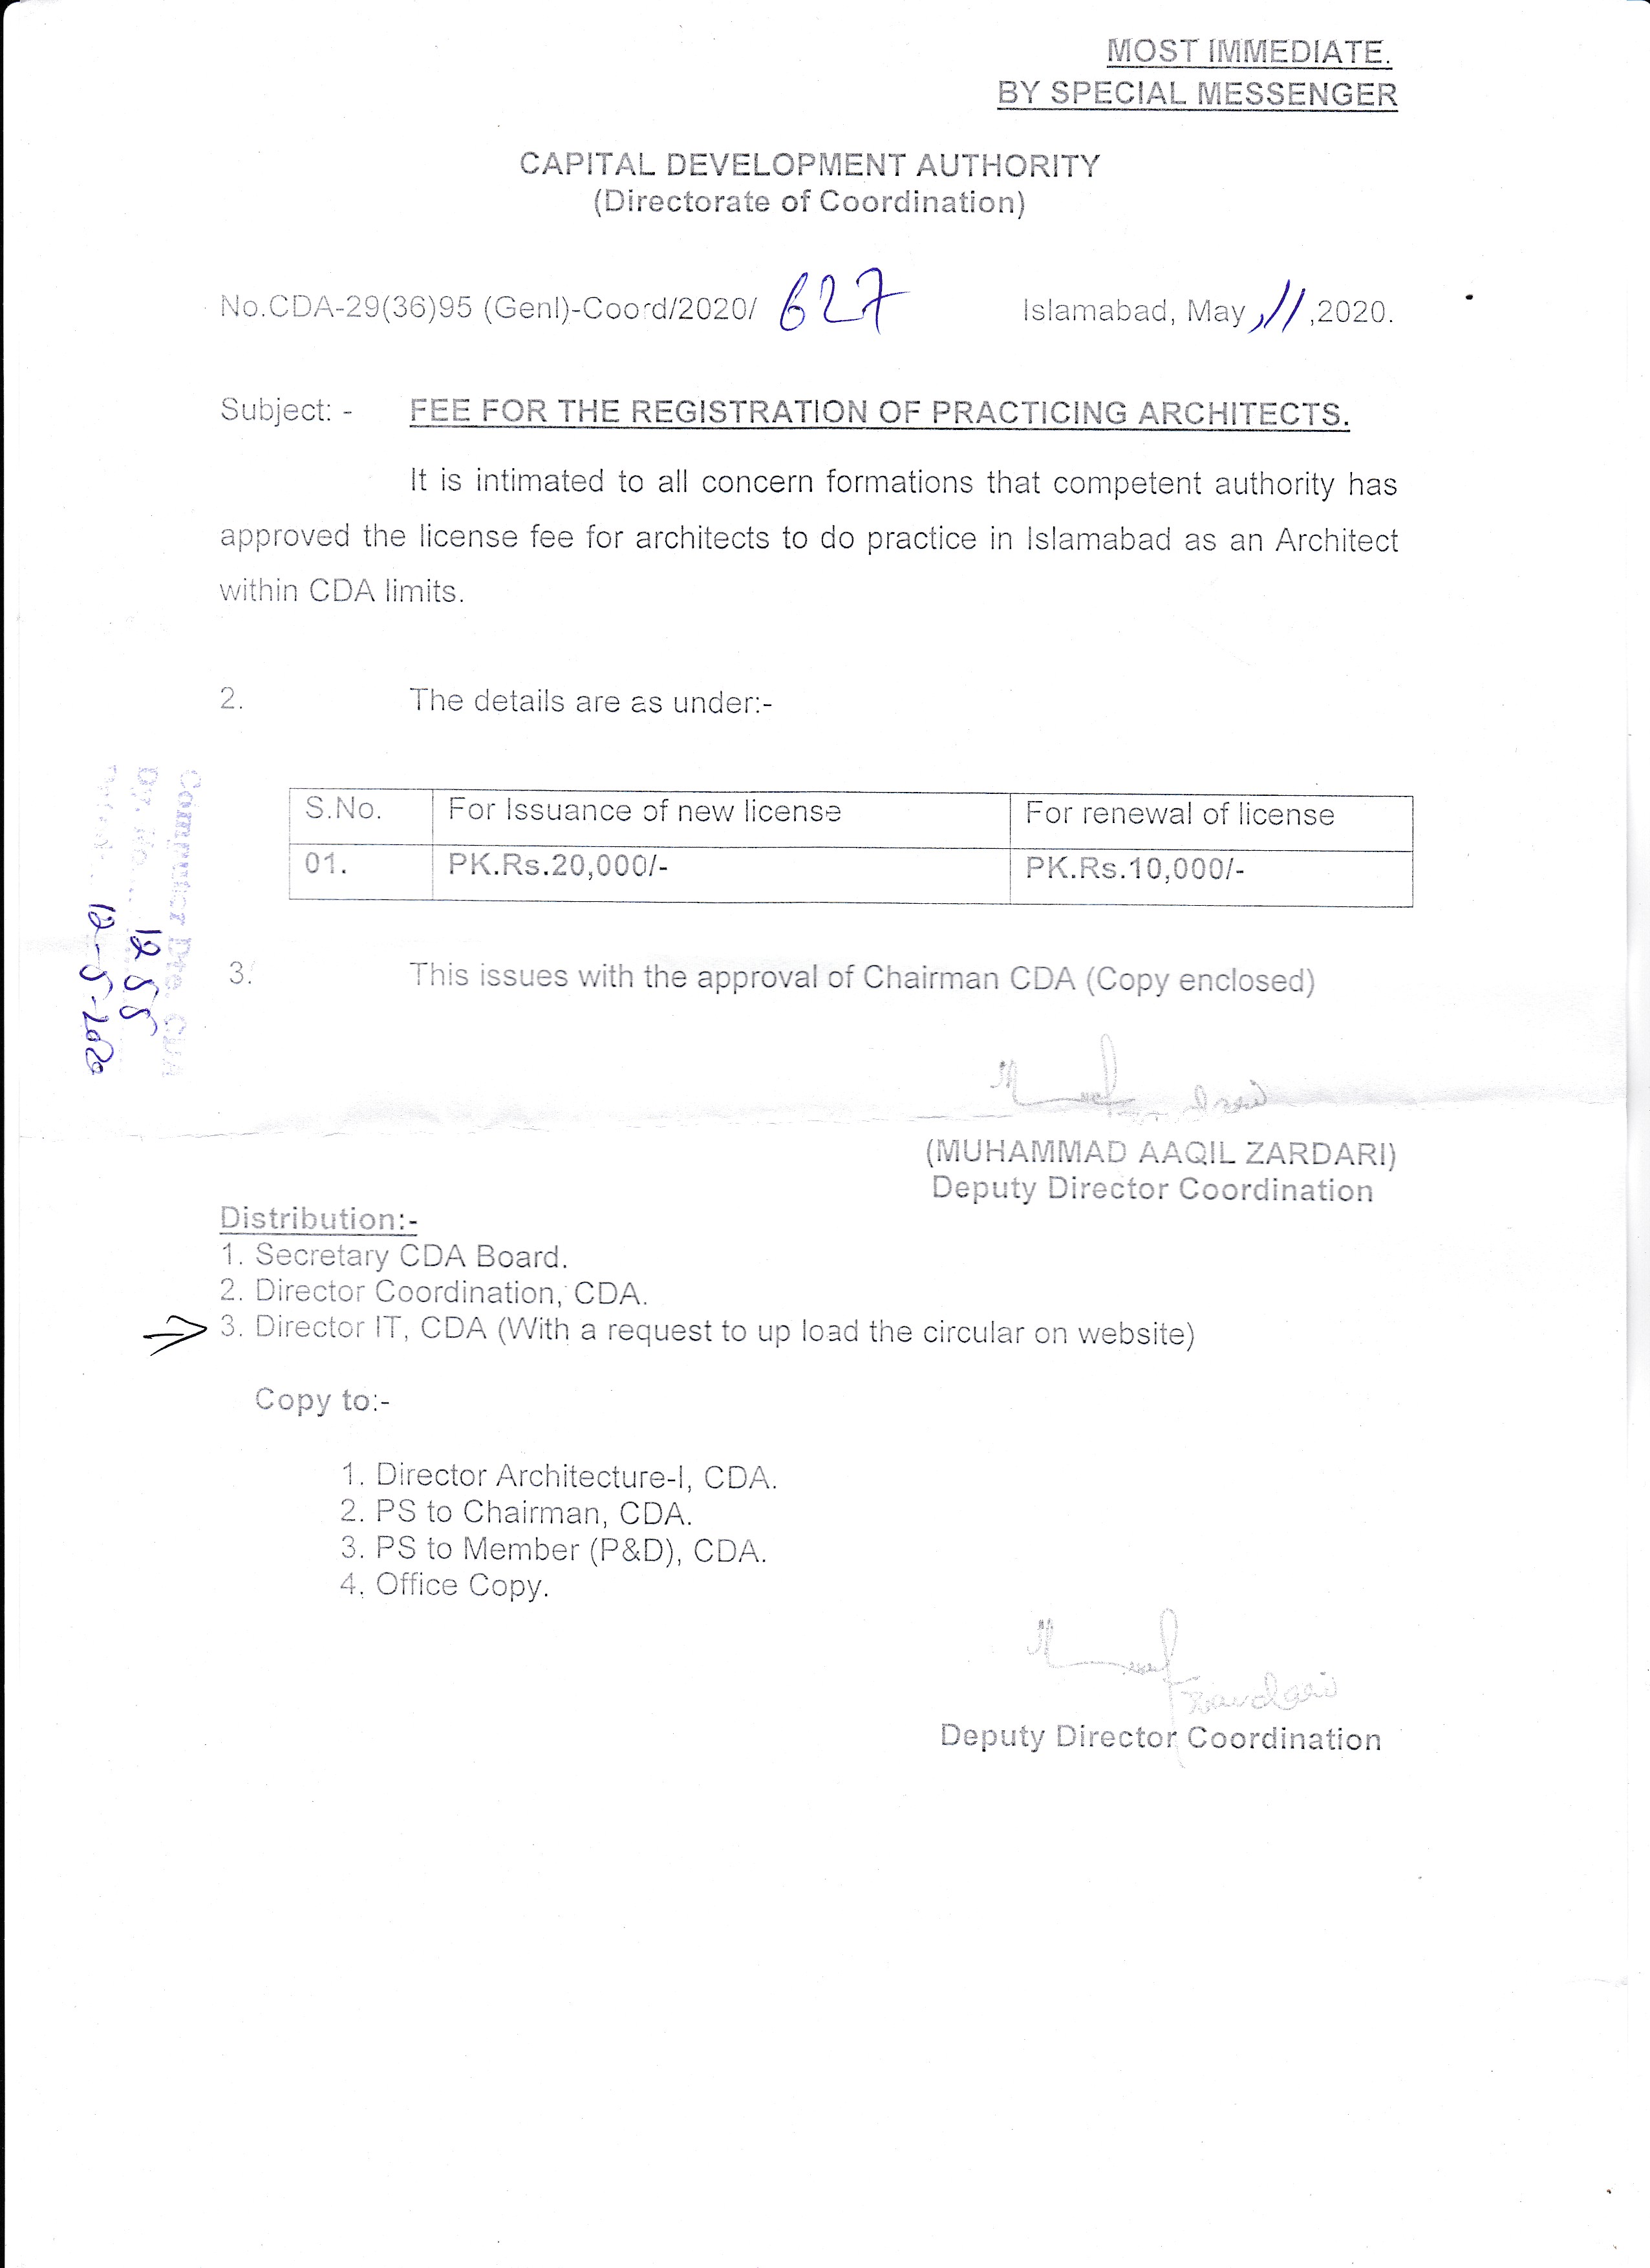 MOST IMMEDIATE.
BY SPECIAL MESSENGER
CAPITAL DEVELOPMENT AUTHORITY
(Directorate of Coordination)
No.CDA-29(36)95 (Genl)-Coord/2020/ 627 Islamabad, May, 11 ,2020.
Subject: - FEE FOR THE REGISTRATION OF PRACTICING ARCHITECTS.
It is intimated to all concern formations that competent authority has
approved the license fee for architects to do practice in Islamabad as an Architect
within CDA limits.
2. The details are as under:-
S.No. For Issuance of new license For renewal of license
01. PK.Rs.20,000/- PK.Rs.10,000/-
Computer Dte. CDA
Dy. No. 1255
12-5-2020
3. This issues with the approval of Chairman CDA (Copy enclosed)
(MUHAMMAD AAQIL ZARDARI)
Deputy Director Coordination
Distribution:-
1. Secretary CDA Board.
2. Director Coordination, CDA.
3. Director IT, CDA (With a request to up load the circular on website)
Copy to:-
1. Director Architecture-I, CDA.
2. PS to Chairman, CDA.
3. PS to Member (P&D), CDA.
4. Office Copy.
Zardari
Deputy Director Coordination